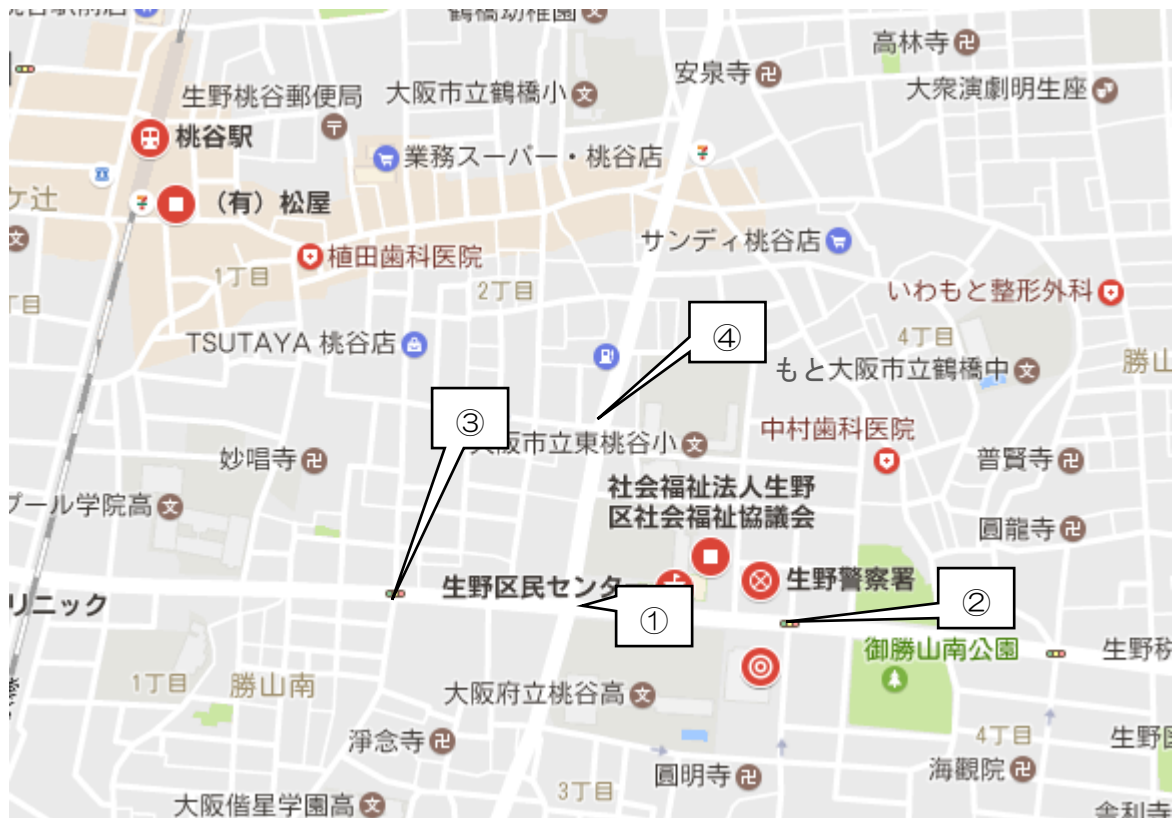 鶴橋幼稚園
高林寺
安泉寺
大衆演劇明生座
生野桃谷郵便局
大阪市立鶴橋小
桃谷駅
業務スーパー・桃谷店
ケ辻
（有）松屋
サンディ桃谷店
植田歯科医院
1丁目
2丁目
いわもと整形外科
丁目
4丁目
TSUTAYA 桃谷店
④
もと大阪市立鶴橋中
勝山
③
大阪市立東桃谷小
中村歯科医院
妙唱寺
普賢寺
プール学院高
社会福祉法人生野
区社会福祉協議会
圓龍寺
生野区民センター
生野警察署
②
リニック
①
御勝山南公園
生野税
1丁目
勝山南
大阪府立桃谷高
淨念寺
4丁目
生野区
圓明寺
海観院
3丁目
大阪偕星学園高
舎利寺